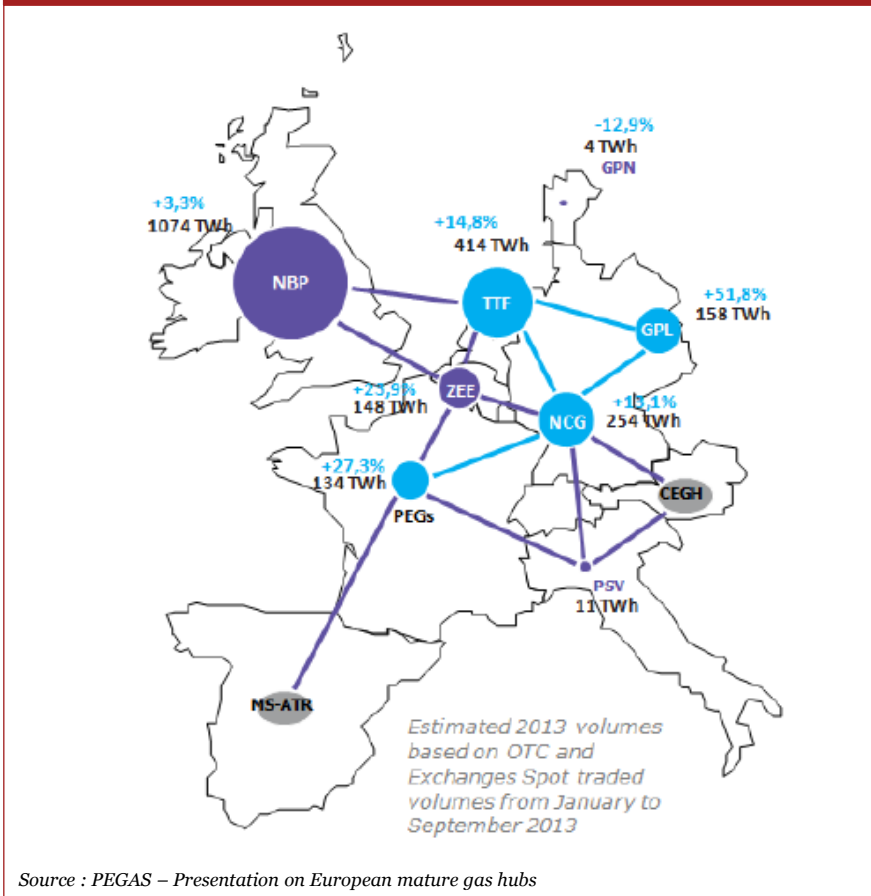 -12,9%
4 TWh
GPN
+3,3%
1074 TWh
NBP
+14,8%
414 TWh
TTF
+51,8%
158 TWh
GPL
ZEE
148 TWh
NCG
254 TWh
+27,3%
134 TWh
PEGs
CEGH
PSV
11 TWh
MS-ATR
Estimated 2013 volumes
based on OTC and
Exchanges Spot traded
volumes from January to
September 2013
Source : PEGAS – Presentation on European mature gas hubs